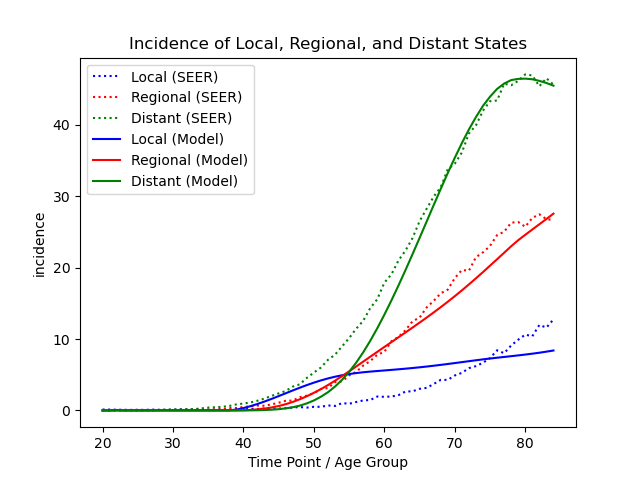 Incidence of Local, Regional, and Distant States
Local (SEER)
Regional (SEER)
Distant (SEER)
Local (Model)
Regional (Model)
Distant (Model)
incidence
40
30
20
10
0
20 30 40 50 60 70 80
Time Point / Age Group